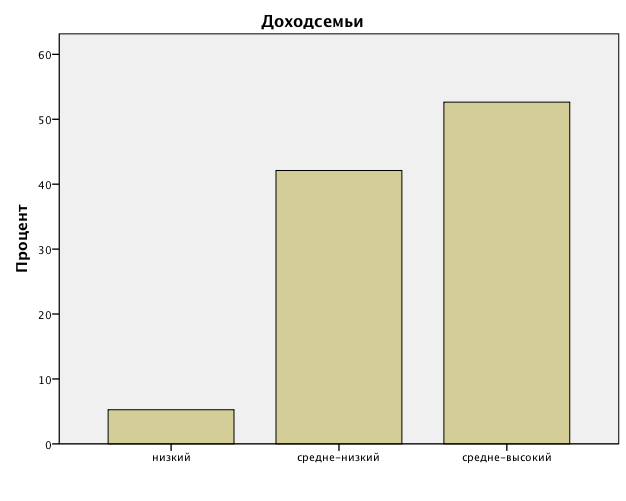 Доходсемьи
Процент
60
50
40
30
20
10
0
низкий
средне-низкий
средне-высокий